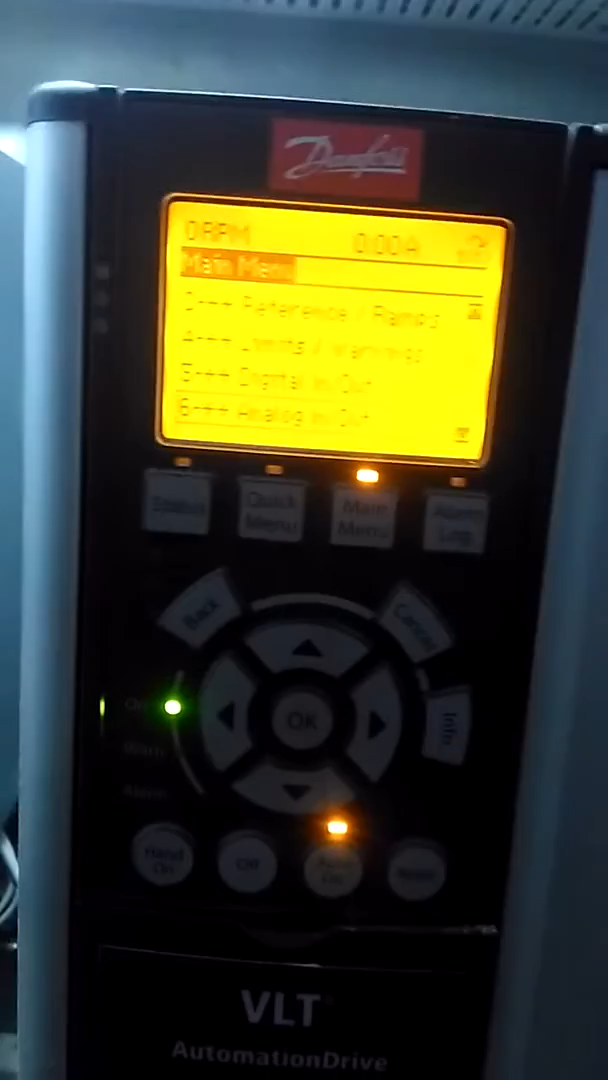 Danfoss
0RPM 0.00A
Main Menu
3-** Reference / Ramps
4-** Limits / Warnings
5-** Digital In/Out
6-** Analog In/Out
Status
Quick Menu
Main Menu
Alarm Log
Back
Cancel
OK
Info
On
Warn.
Alarm
Hand On
Off
Auto On
Reset
VLT®
AutomationDrive